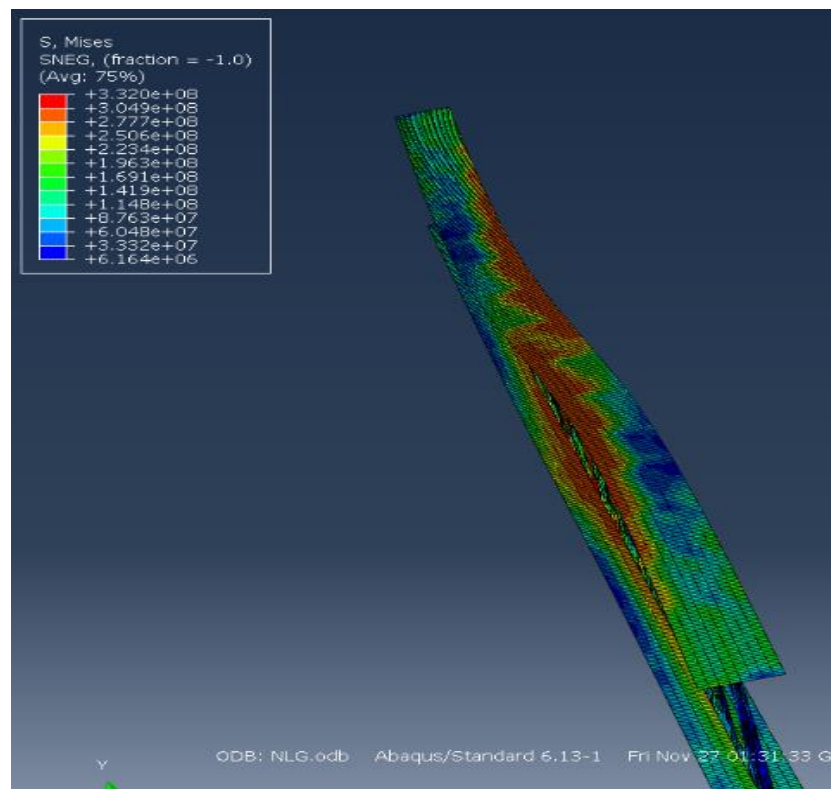 S, Mises
SNEG, (fraction = -1.0)
(Avg: 75%)
+3.320e+08
+3.049e+08
+2.777e+08
+2.506e+08
+2.234e+08
+1.963e+08
+1.691e+08
+1.419e+08
+1.148e+08
+8.763e+07
+6.048e+07
+3.332e+07
+6.164e+06
Y
ODB: NLG.odb Abaqus/Standard 6.13-1 Fri Nov 27 01:31:33 G